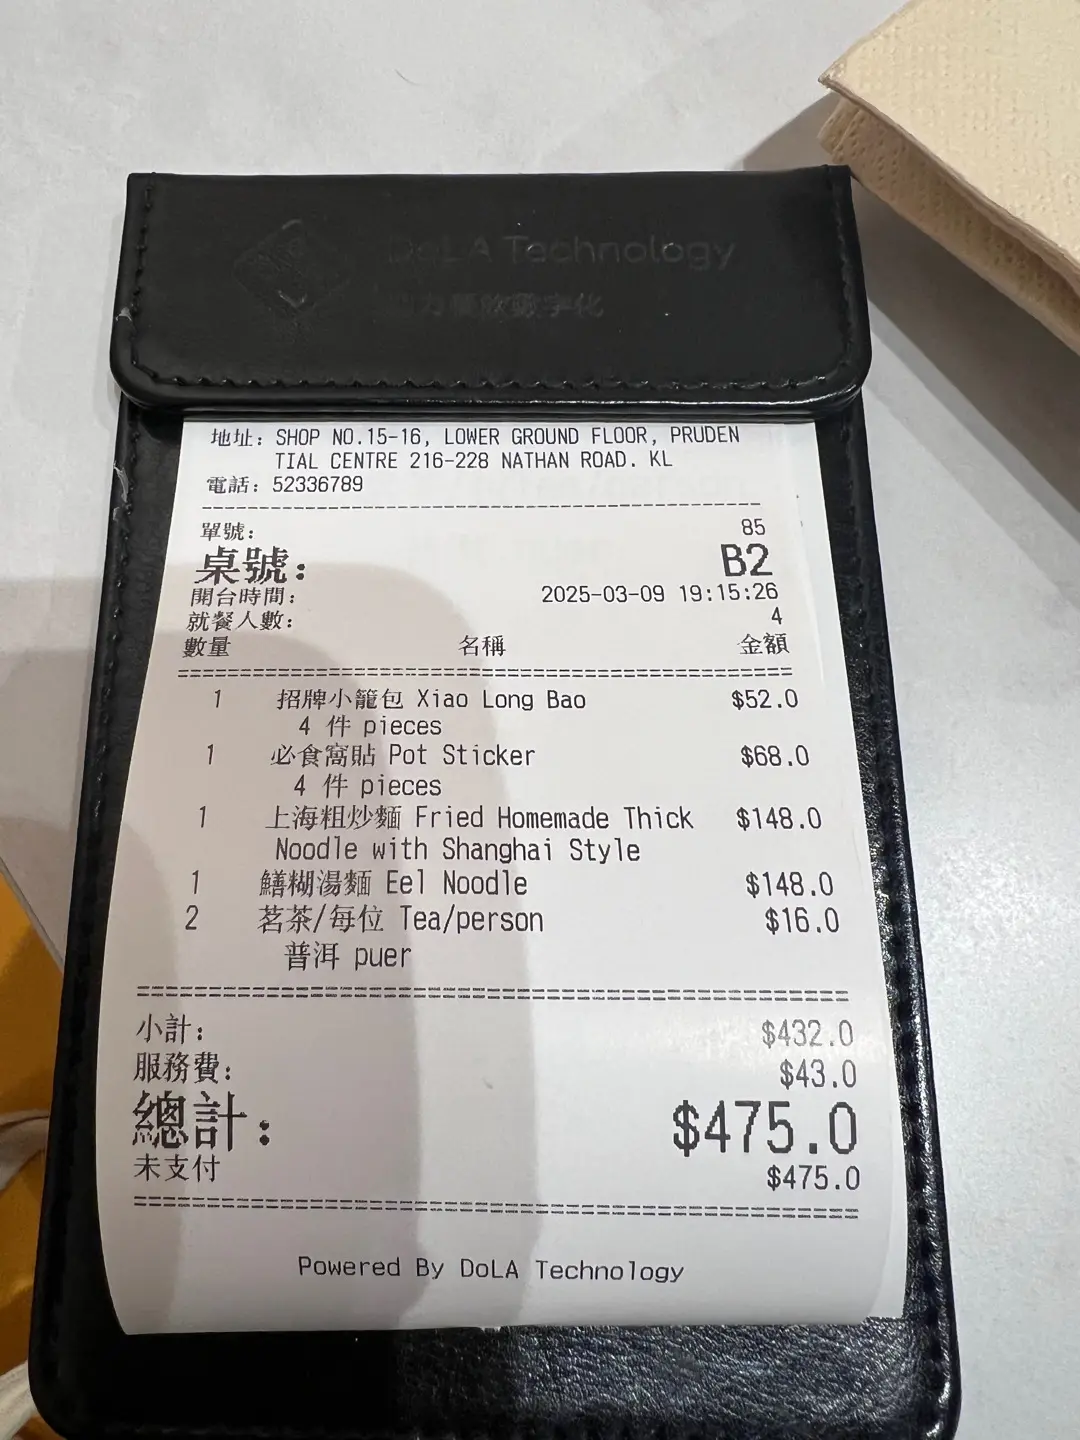 DoLA Technology
餐飲數字化
地址: SHOP NO.15-16, LOWER GROUND FLOOR, PRUDEN
TIAL CENTRE 216-228 NATHAN ROAD. KL
電話: 52336789
單號: 85
桌號: B2
開台時間: 2025-03-09 19:15:26
就餐人數: 4
數量 名稱 金額
1 招牌小籠包 Xiao Long Bao $52.0
4 件 pieces
1 必食窩貼 Pot Sticker $68.0
4 件 pieces
1 上海粗炒麵 Fried Homemade Thick $148.0
Noodle with Shanghai Style
1 鱔糊湯麵 Eel Noodle $148.0
2 茗茶/每位 Tea/person $16.0
普洱 puer
小計: $432.0
服務費: $43.0
總計: $475.0
未支付 $475.0
Powered By DoLA Technology